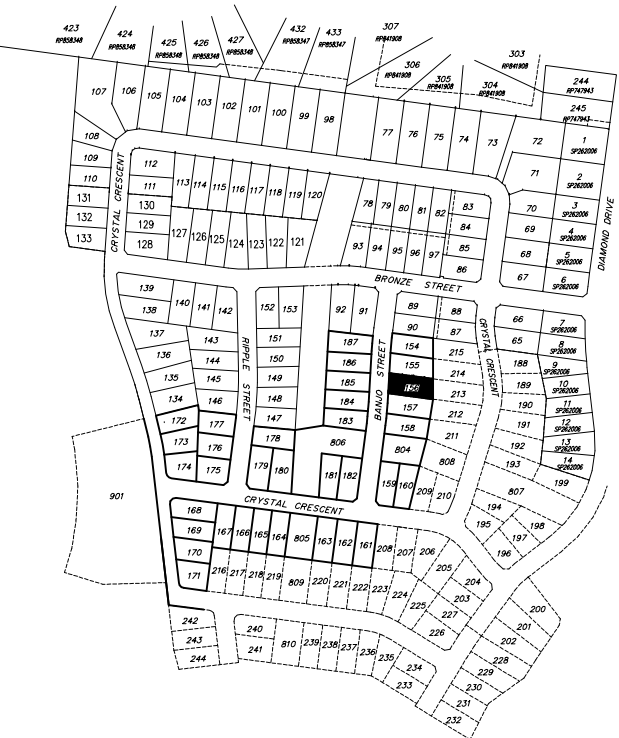 423 424 425 426 427 432 433 307
RP858348 RP858348 RP858348 RP858348 RP858348 RP858347 RP858347 RP841908
306 305 304 303 244
RP841908 RP841908 RP841908 RP841908 RP747943
245
RP747943
107 106 105 104 103 102 101 100 99 98 77 76 75 74 73 72 1
SP262006
108
109 112 71 2
SP262006
110 111 113 114 115 116 117 118 119 120
131 130 78 79 80 81 82 83 70 3
SP262006
132 129 84 69 4
SP262006
133 128 127 126 125 124 123 122 121 93 94 95 96 97 85 68 5
SP262006
86 67 6
SP262006
CRYSTAL CRESCENT
DIAMOND DRIVE
BRONZE STREET
139 140 141 142 152 153 92 91 89 88 66 7
SP262006
138 90 87 65 8
SP262006
137 143 151 187 154 215 188 9
SP262006
136 144 150 186 155 214 189 10
SP262006
135 145 149 185 156 213 190 11
SP262006
134 146 148 184 157 212 191 12
SP262006
172 177 147 183 158 211 192 13
SP262006
173 176 178 806 804 808 193 14
SP262006
174 175 179 180 181 182 159 160 209 210 807 199
RIPPLE STREET
BANJO STREET
CRYSTAL CRESCENT
901
CRYSTAL CRESCENT
168 194 198
169 167 166 165 164 805 163 162 161 208 207 206 195 197
170 196
171 216 217 218 219 809 220 221 222 223 224 205 204
225 203 200
242 227 201
243 240 226 202
244 241 810 239 238 237 236 235 234 228
233 229
230
231
232